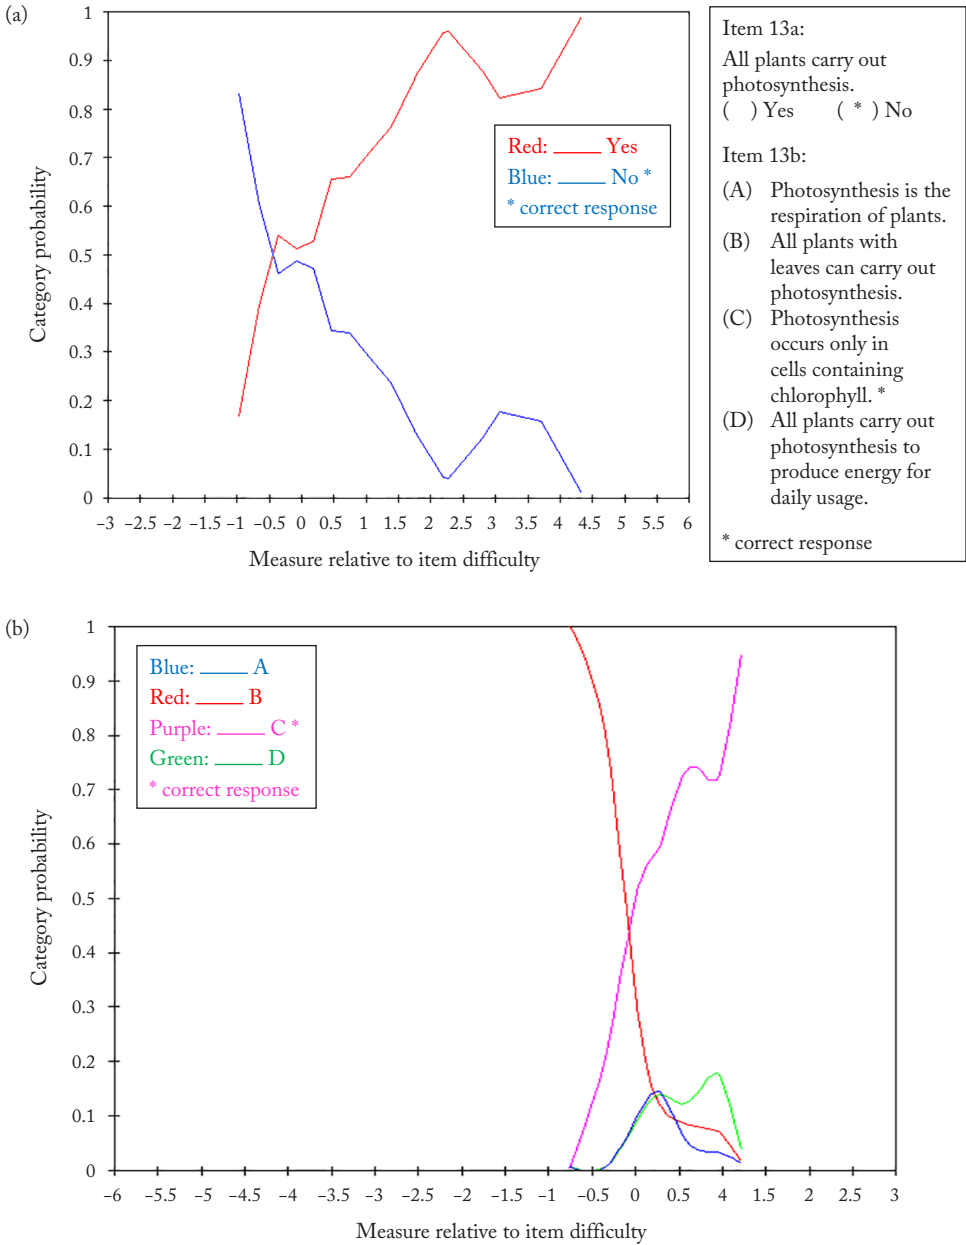 (a)
1
0.9
0.8
0.7
0.6
0.5
0.4
0.3
0.2
0.1
0
Category probability
Red: Yes
Blue: No *
* correct response
−3 −2.5 −2 −1.5 −1 −0.5 0 0.5 1 1.5 2 2.5 3 3.5 4 4.5 5 5.5 6
Measure relative to item difficulty
Item 13a:
All plants carry out
photosynthesis.
( ) Yes ( * ) No
Item 13b:
(A) Photosynthesis is the
respiration of plants.
(B) All plants with
leaves can carry out
photosynthesis.
(C) Photosynthesis
occurs only in
cells containing
chlorophyll. *
(D) All plants carry out
photosynthesis to
produce energy for
daily usage.
* correct response
(b)
1
0.9
0.8
0.7
0.6
0.5
0.4
0.3
0.2
0.1
0
Category probability
Blue: A
Red: B
Purple: C *
Green: D
* correct response
−6 −5 −5.5 −4.5 −4 −3.5 −3 −2.5 −2 −1.5 −1 −0.5 0 0.5 1 1.5 2 2.5 3
Measure relative to item difficulty